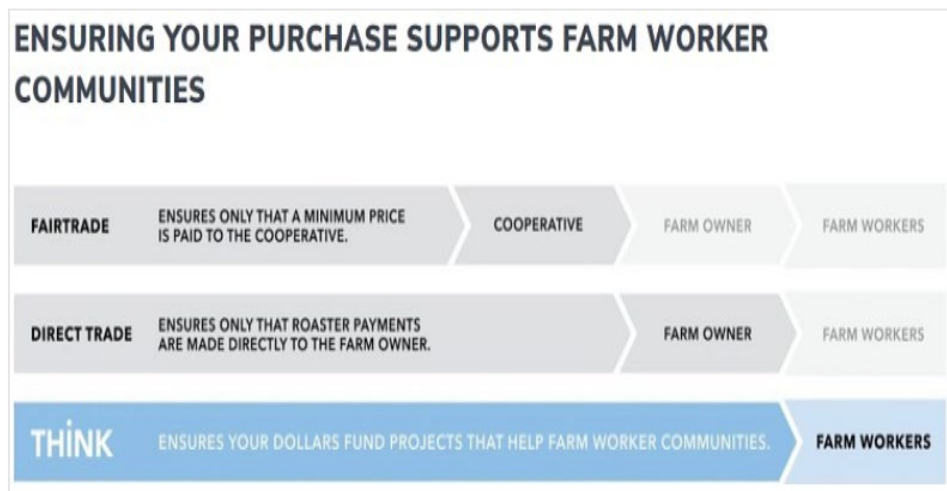 ENSURING YOUR PURCHASE SUPPORTS FARM WORKER
COMMUNITIES
FAIRTRADE
ENSURES ONLY THAT A MINIMUM PRICE
IS PAID TO THE COOPERATIVE.
COOPERATIVE
FARM OWNER
FARM WORKERS
DIRECT TRADE
ENSURES ONLY THAT ROASTER PAYMENTS
ARE MADE DIRECTLY TO THE FARM OWNER.
FARM OWNER
FARM WORKERS
THINK
ENSURES YOUR DOLLARS FUND PROJECTS THAT HELP FARM WORKER COMMUNITIES.
FARM WORKERS